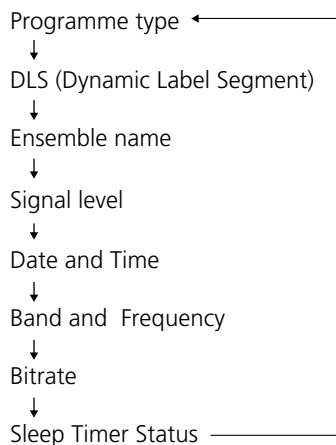 Programme type
DLS (Dynamic Label Segment)
Ensemble name
Signal level
Date and Time
Band and Frequency
Bitrate
Sleep Timer Status